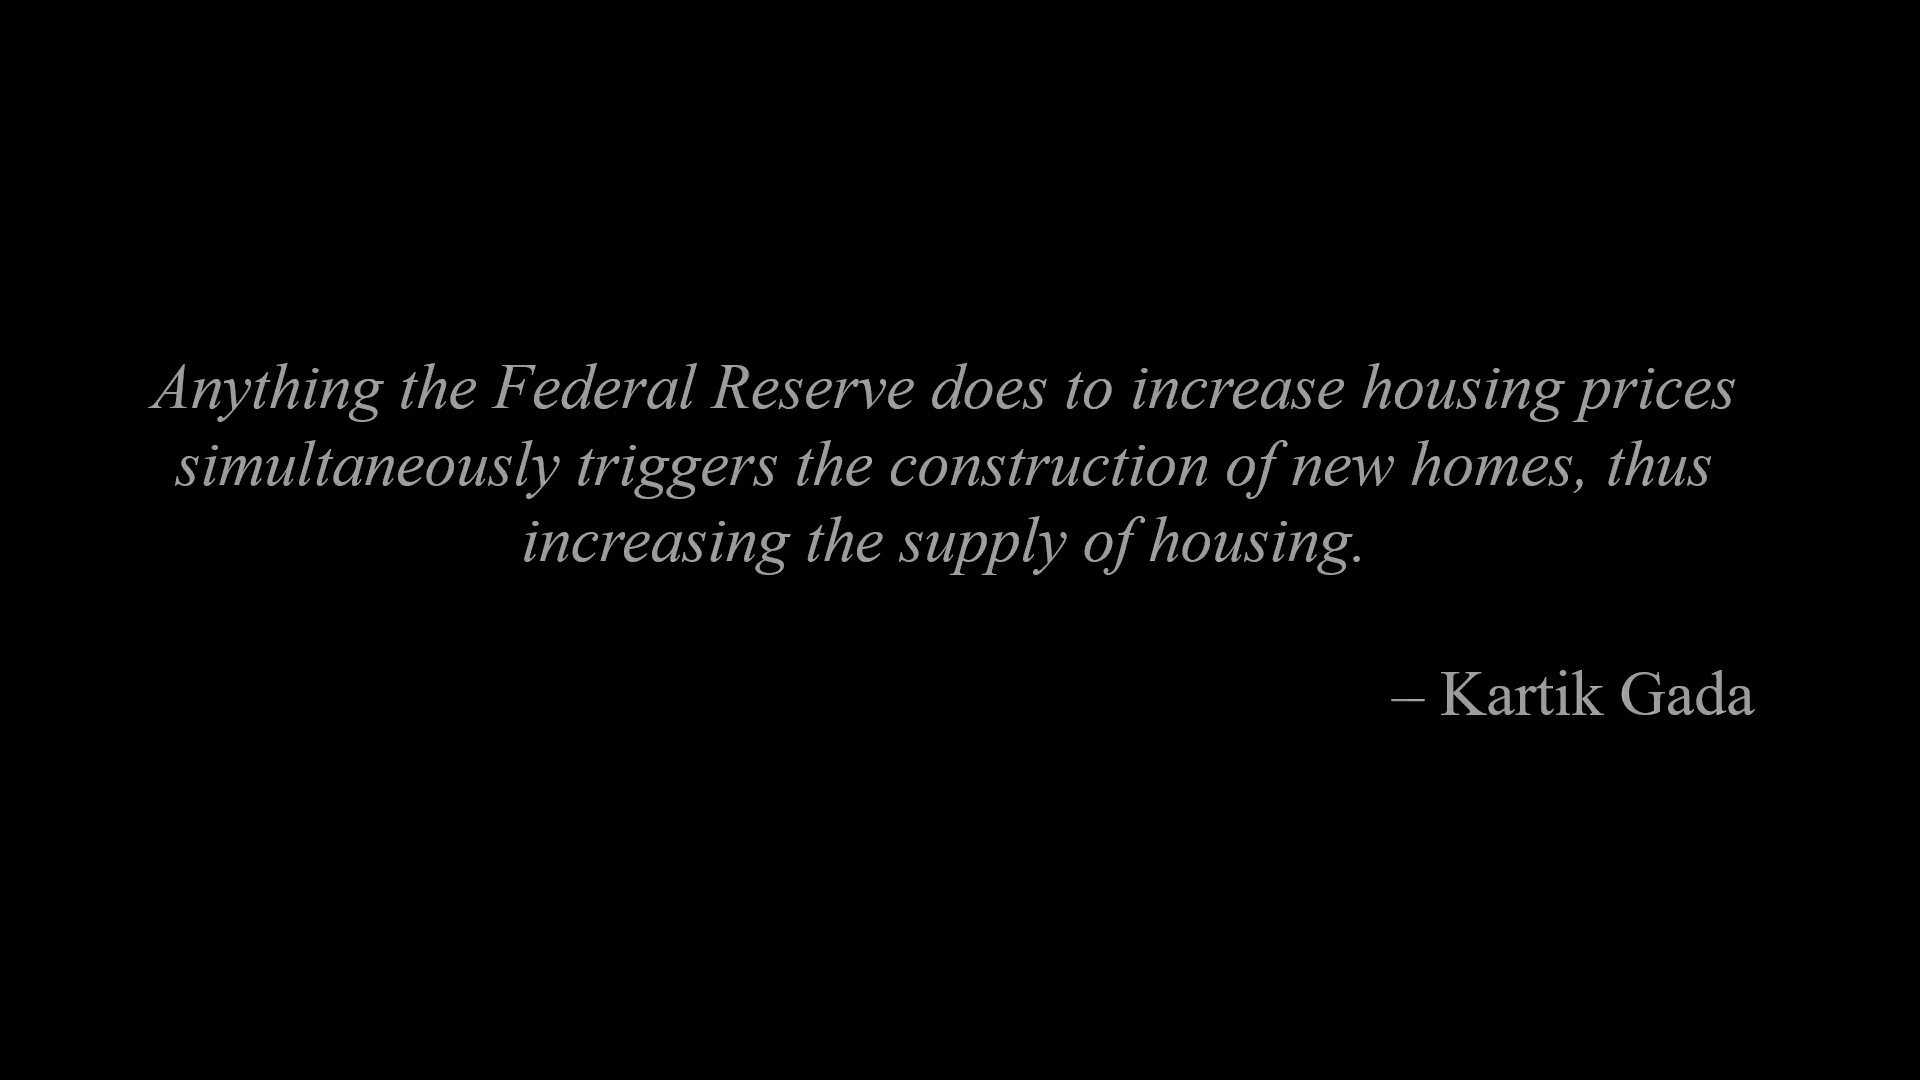 Anything the Federal Reserve does to increase housing prices
simultaneously triggers the construction of new homes, thus
increasing the supply of housing.
– Kartik Gada